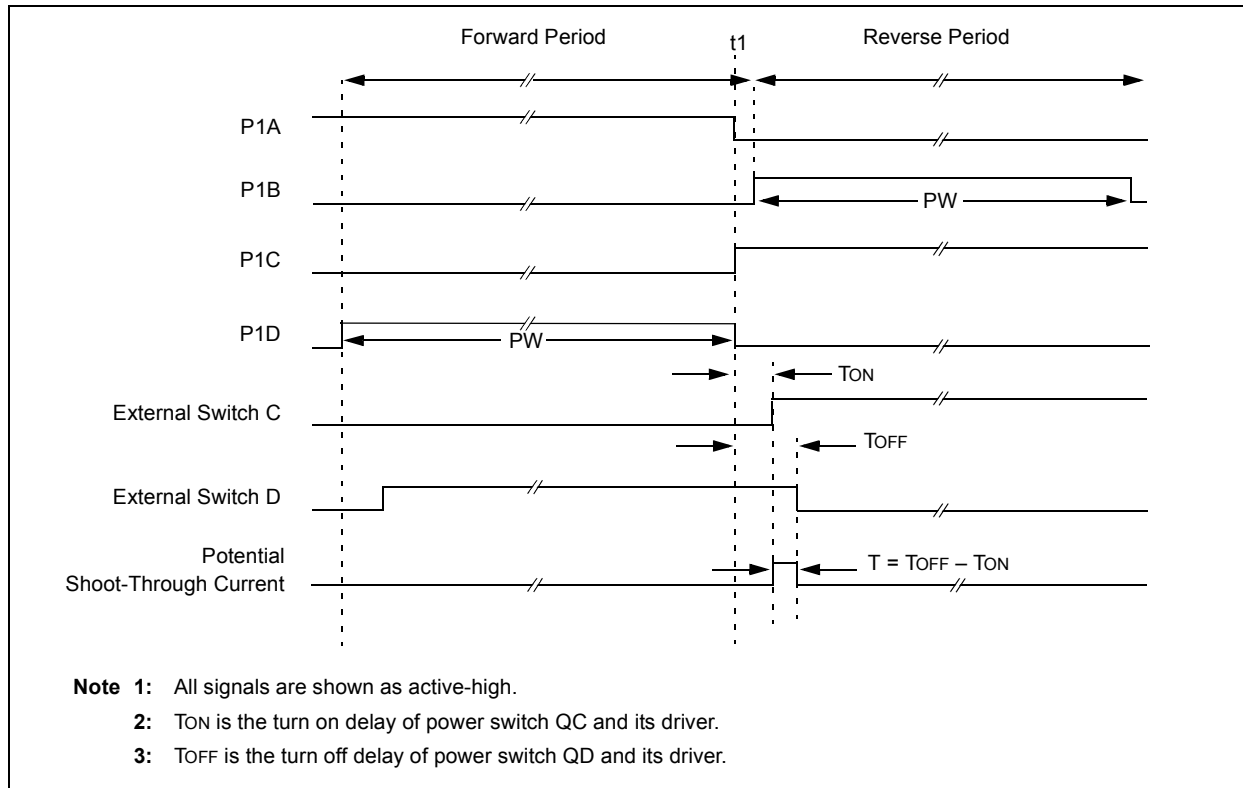 Forward Period
t1
Reverse Period
P1A
P1B
PW
P1C
P1D
PW
TON
External Switch C
TOFF
External Switch D
Potential
Shoot-Through Current
T = TOFF – TON
Note 1: All signals are shown as active-high.
2: TON is the turn on delay of power switch QC and its driver.
3: TOFF is the turn off delay of power switch QD and its driver.